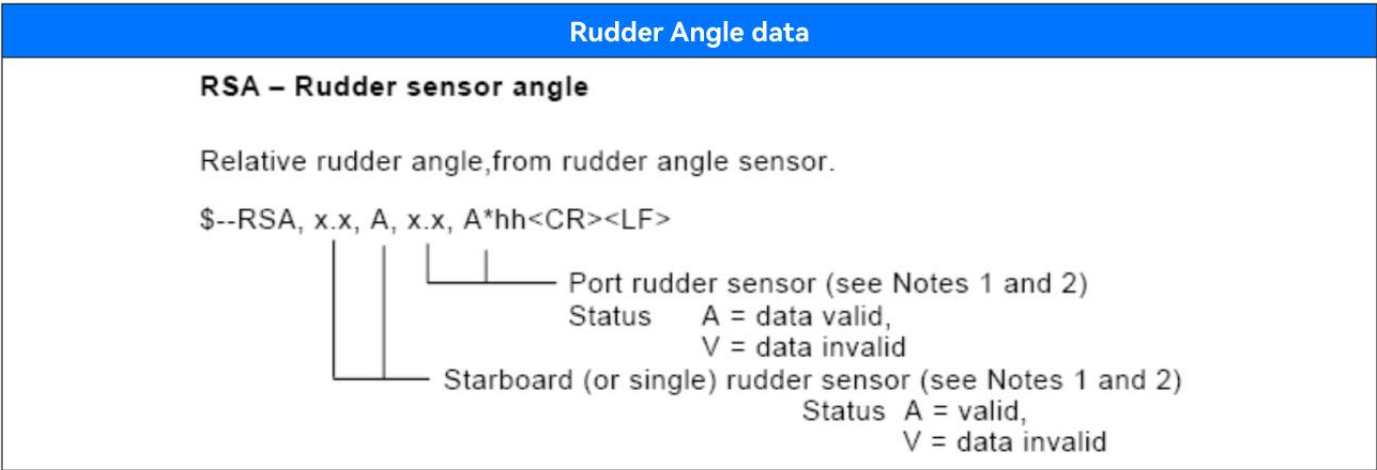 Rudder Angle data
RSA – Rudder sensor angle
Relative rudder angle,from rudder angle sensor.
$--RSA, x.x, A, x.x, A*hh<CR><LF>
Port rudder sensor (see Notes 1 and 2)
Status A = data valid,
V = data invalid
Starboard (or single) rudder sensor (see Notes 1 and 2)
Status A = valid,
V = data invalid